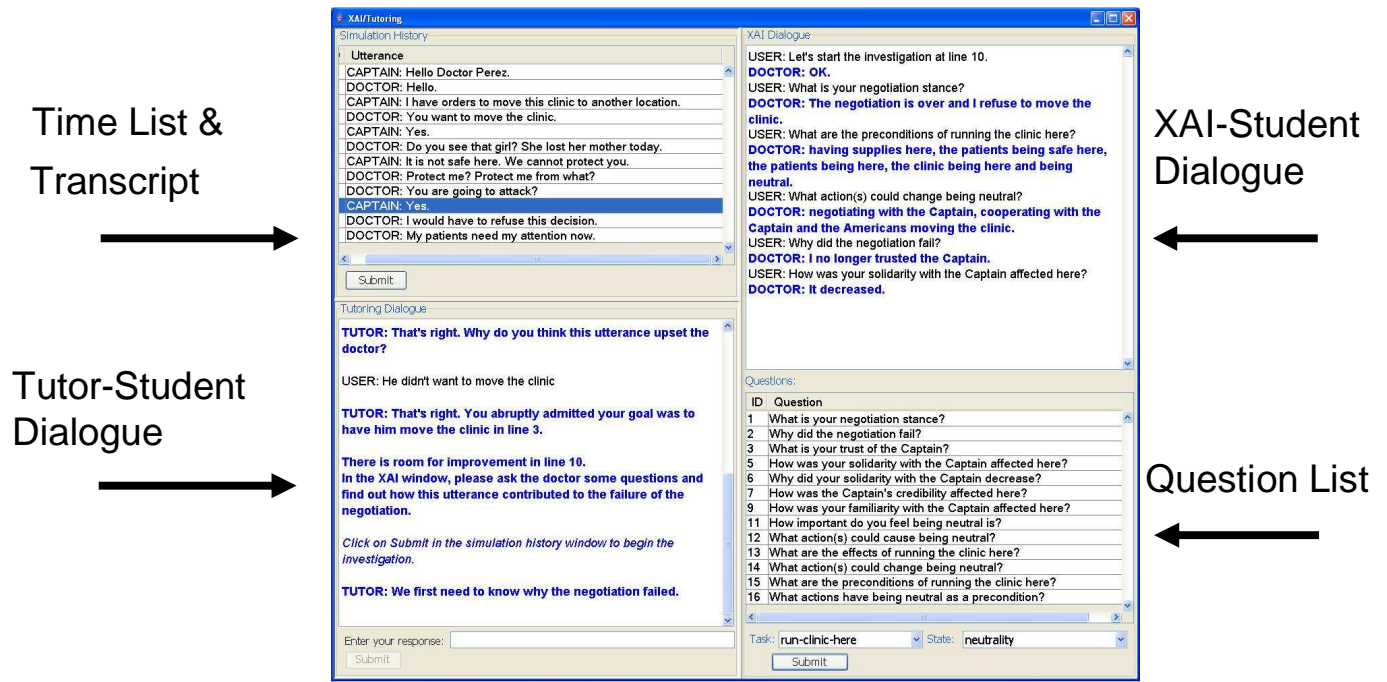 Time List &
Transcript
Tutor-Student
Dialogue
XAI/Tutoring
Simulation History
Utterance
CAPTAIN: Hello Doctor Perez.
DOCTOR: Hello.
CAPTAIN: I have orders to move this clinic to another location.
DOCTOR: You want to move the clinic.
CAPTAIN: Yes.
DOCTOR: Do you see that girl? She lost her mother today.
CAPTAIN: It is not safe here. We cannot protect you.
DOCTOR: Protect me? Protect me from what?
DOCTOR: You are going to attack?
CAPTAIN: Yes.
DOCTOR: I would have to refuse this decision.
DOCTOR: My patients need my attention now.
Submit
Tutoring Dialogue
TUTOR: That's right. Why do you think this utterance upset the
doctor?
USER: He didn't want to move the clinic
TUTOR: That's right. You abruptly admitted your goal was to
have him move the clinic in line 3.
There is room for improvement in line 10.
In the XAI window, please ask the doctor some questions and
find out how this utterance contributed to the failure of the
negotiation.
Click on Submit in the simulation history window to begin the
investigation.
TUTOR: We first need to know why the negotiation failed.
Enter your response:
Submit
XAI Dialogue
USER: Let's start the investigation at line 10.
DOCTOR: OK.
USER: What is your negotiation stance?
DOCTOR: The negotiation is over and I refuse to move the
clinic.
USER: What are the preconditions of running the clinic here?
DOCTOR: having supplies here, the patients being safe here,
the patients being here, the clinic being here and being
neutral.
USER: What action(s) could change being neutral?
DOCTOR: negotiating with the Captain, cooperating with the
Captain and the Americans moving the clinic.
USER: Why did the negotiation fail?
DOCTOR: I no longer trusted the Captain.
USER: How was your solidarity with the Captain affected here?
DOCTOR: It decreased.
Questions:
ID Question
1 What is your negotiation stance?
2 Why did the negotiation fail?
3 What is your trust of the Captain?
5 How was your solidarity with the Captain affected here?
6 Why did your solidarity with the Captain decrease?
7 How was the Captain's credibility affected here?
9 How was your familiarity with the Captain affected here?
11 How important do you feel being neutral is?
12 What action(s) could cause being neutral?
13 What are the effects of running the clinic here?
14 What action(s) could change being neutral?
15 What are the preconditions of running the clinic here?
16 What actions have being neutral as a precondition?
Task: run-clinic-here State: neutrality
Submit
XAI-Student
Dialogue
Question List